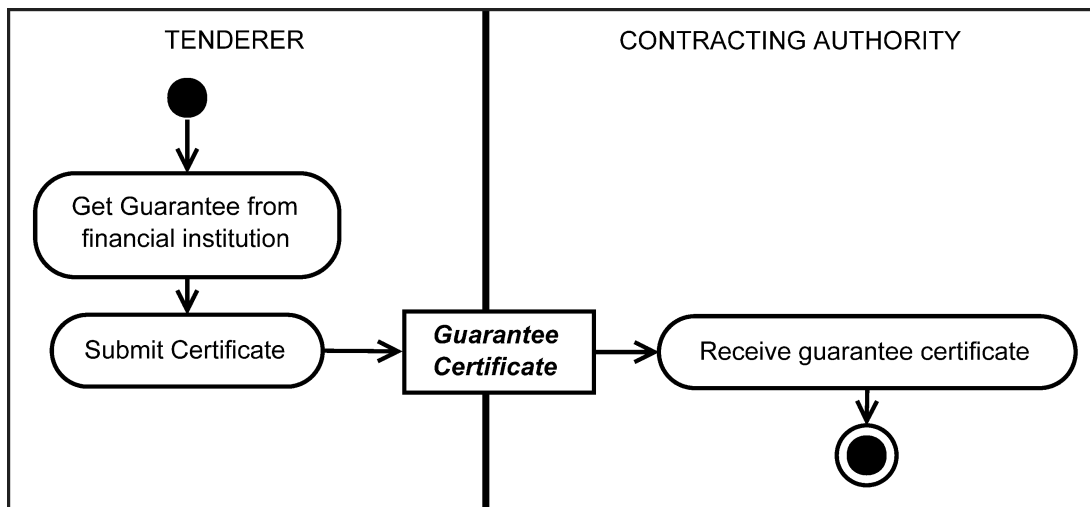 TENDERER
CONTRACTING AUTHORITY
Get Guarantee from
financial institution
Submit Certificate
Guarantee
Certificate
Receive guarantee certificate